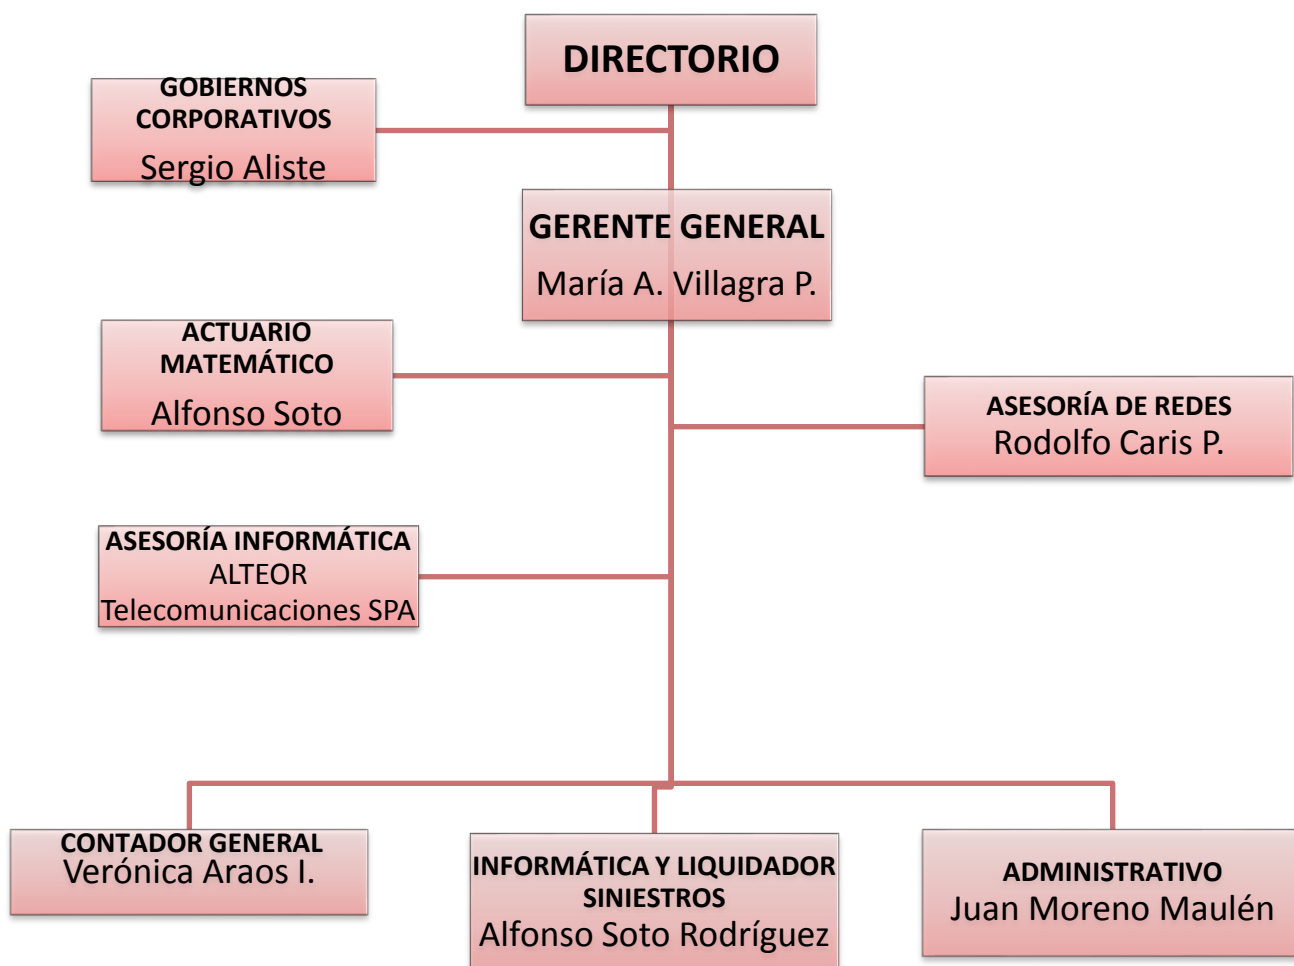 DIRECTORIO
GOBIERNOS
CORPORATIVOS
Sergio Aliste
GERENTE GENERAL
María A. Villagra P.
ACTUARIO
MATEMÁTICO
Alfonso Soto
ASESORÍA DE REDES
Rodolfo Caris P.
ASESORÍA INFORMÁTICA
ALTEOR
Telecomunicaciones SPA
CONTADOR GENERAL
Verónica Araos I.
INFORMÁTICA Y LIQUIDADOR
SINIESTROS
Alfonso Soto Rodríguez
ADMINISTRATIVO
Juan Moreno Maulén